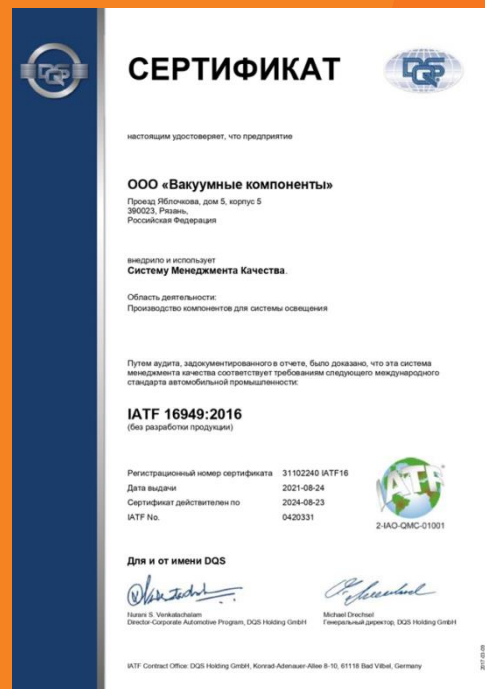 DQS
СЕРТИФИКАТ
DQS
настоящим удостоверяет, что предприятие
ООО «Вакуумные компоненты»
Проезд Яблочкова, дом 5, корпус 5
390023, Рязань,
Российская Федерация
внедрило и использует
Систему Менеджмента Качества.
Область деятельности:
Производство компонентов для системы освещения
Путем аудита, задокументированного в отчете, было доказано, что эта система
менеджмента качества соответствует требованиям следующего международного
стандарта автомобильной промышленности:
IATF 16949:2016
(без разработки продукции)
Регистрационный номер сертификата 31102240 IATF16
Дата выдачи 2021-08-24
Сертификат действителен по 2024-08-23
IATF No. 0420331
IATF
2-IAO-QMC-01001
Для и от имени DQS
Nurani S. Venkatachalam
Director-Corporate Automotive Program, DQS Holding GmbH
Michael Drechsel
Генеральный директор, DQS Holding GmbH
IATF Contract Office: DQS Holding GmbH, Konrad-Adenauer-Allee 8-10, 61118 Bad Vilbel, Germany